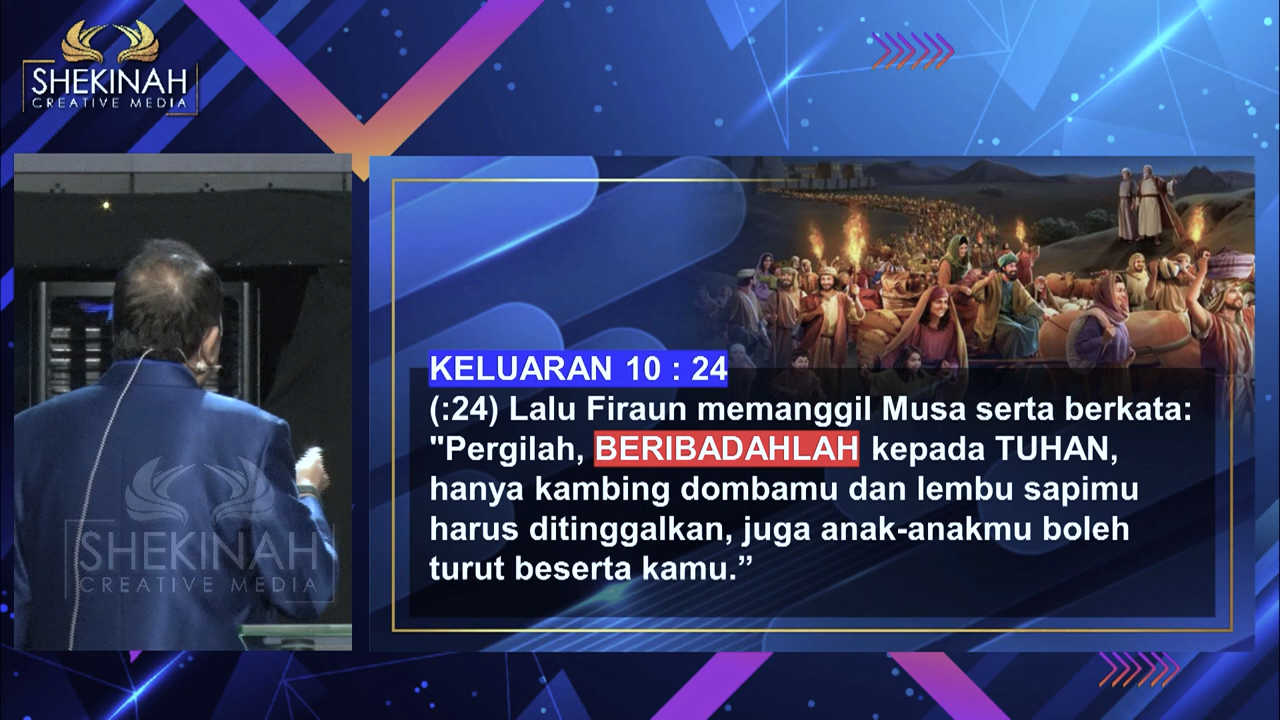 SHEKINAH
CREATIVE MEDIA
KELUARAN 10 : 24
(:24) Lalu Firaun memanggil Musa serta berkata:
"Pergilah, BERIBADAHLAH kepada TUHAN,
hanya kambing dombamu dan lembu sapimu
harus ditinggalkan, juga anak-anakmu boleh
turut beserta kamu.”
SHEKINAH
CREATIVE MEDIA